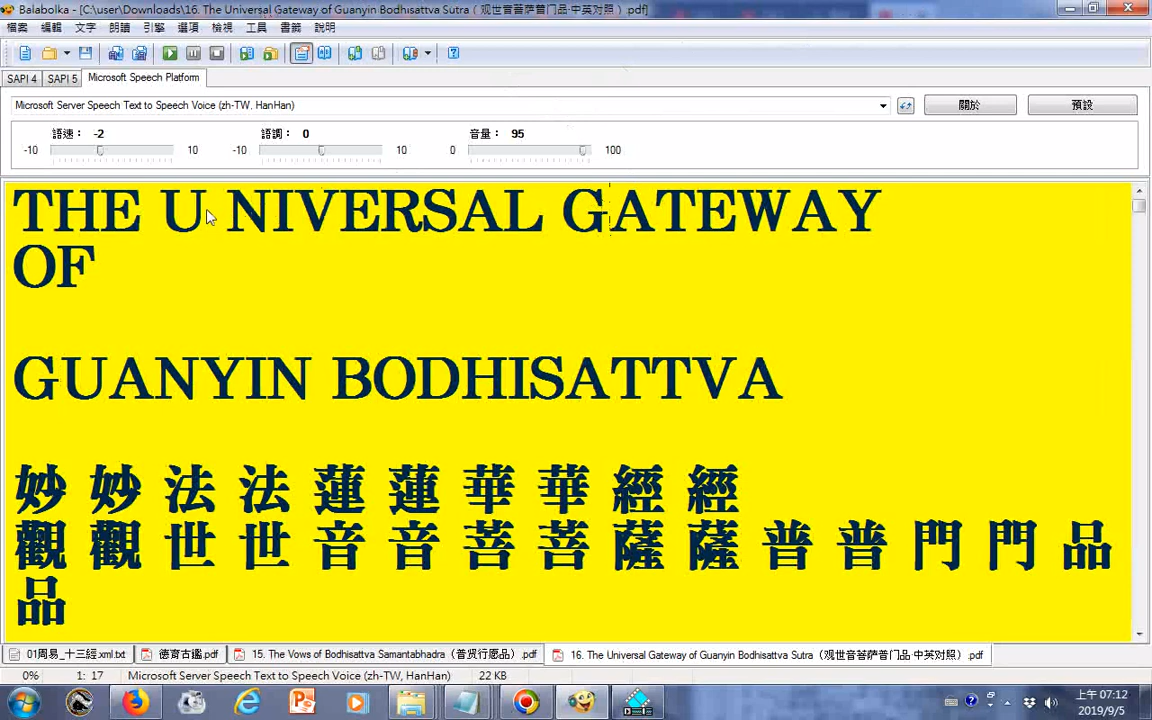 Balabolka - [C:\user\Downloads\16. The Universal Gateway of Guanyin Bodhisattva Sutra（观世音菩萨普门品·中英对照）.pdf]
檔案 編輯 文字 朗讀 引擎 選項 檢視 工具 書籤 說明
SAPI 4 SAPI 5 Microsoft Speech Platform
Microsoft Server Speech Text to Speech Voice (zh-TW, HanHan) 關於 預設
語速： -2 語調： 0 音量： 95
-10 10 -10 10 0 100
THE U NIVERSAL GATEWAY
OF
GUANYIN BODHISATTVA
妙 妙 法 法 蓮 蓮 華 華 經 經
觀 觀 世 世 音 音 菩 菩 薩 薩 普 普 門 門 品
品
01周易_十三經.xml.txt 德育古鑑.pdf 15. The Vows of Bodhisattva Samantabhadra（普贤行愿品）.pdf 16. The Universal Gateway of Guanyin Bodhisattva Sutra（观世音菩萨普门品·中英对照）.pdf
0% 1: 17 Microsoft Server Speech Text to Speech Voice (zh-TW, HanHan) 22 KB
上午 07:12
2019/9/5